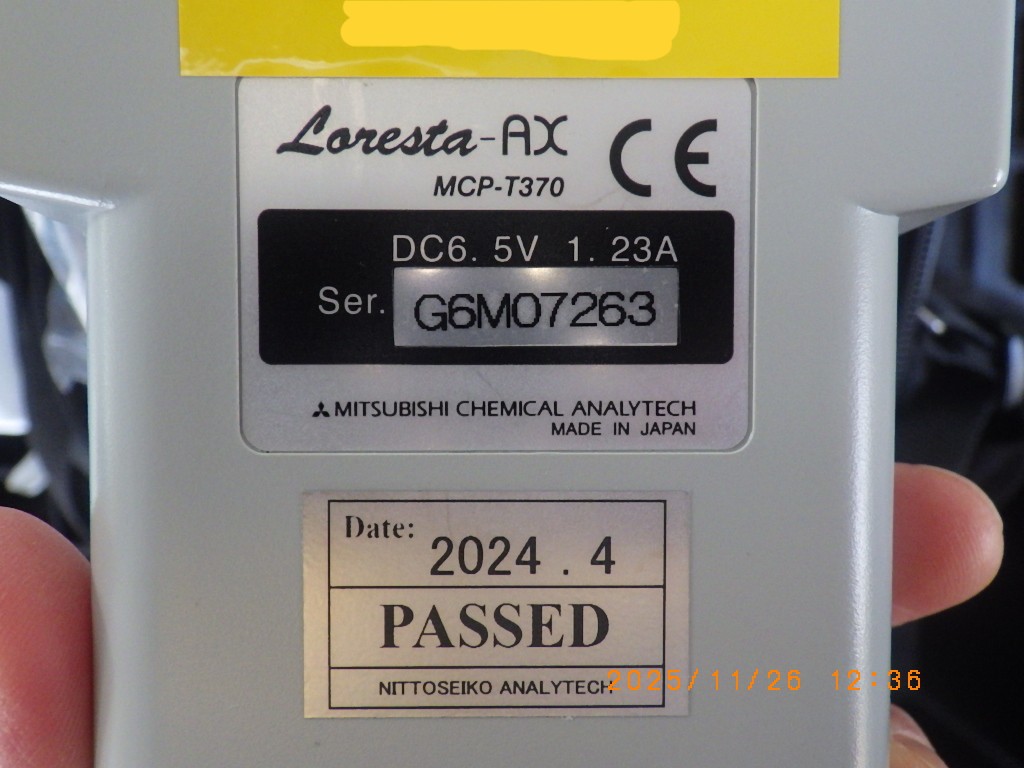 Loresta-AX
CE
MCP-T370
DC6.5V 1.23A
Ser. G6M07263
MITSUBISHI CHEMICAL ANALYTECH
MADE IN JAPAN
Date: 2024.4
PASSED
NITTOSEIKO ANALYTECH
2025/11/26 12:36